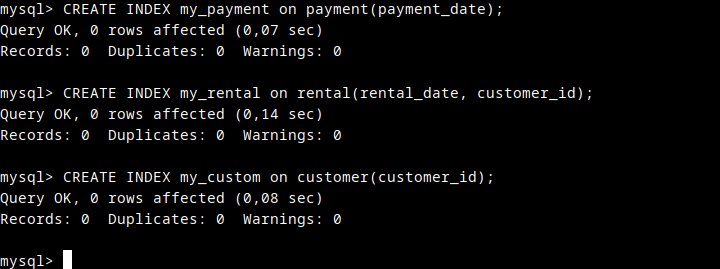 mysql> CREATE INDEX my_payment on payment(payment_date);
Query OK, 0 rows affected (0,07 sec)
Records: 0  Duplicates: 0  Warnings: 0
mysql> CREATE INDEX my_rental on rental(rental_date, customer_id);
Query OK, 0 rows affected (0,14 sec)
Records: 0  Duplicates: 0  Warnings: 0
mysql> CREATE INDEX my_custom on customer(customer_id);
Query OK, 0 rows affected (0,08 sec)
Records: 0  Duplicates: 0  Warnings: 0
mysql>